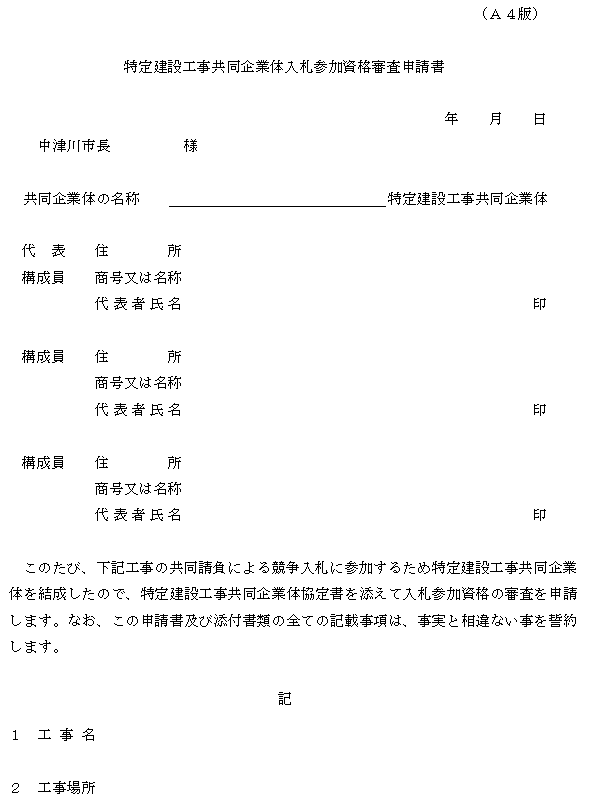 （Ａ４版）
特定建設工事共同企業体入札参加資格審査申請書
年　　月　　日
中津川市長　　　　　様
共同企業体の名称　　＿＿＿＿＿＿＿＿＿＿＿＿＿＿＿特定建設工事共同企業体
代　表　　住　　　　所
構成員　　商号又は名称
代表者氏名　　　　　　　　　　印
構成員　　住　　　　所
商号又は名称
代表者氏名　　　　　　　　　　印
構成員　　住　　　　所
商号又は名称
代表者氏名　　　　　　　　　　印
このたび、下記工事の共同請負による競争入札に参加するため特定建設工事共同企業
体を結成したので、特定建設工事共同企業体協定書を添えて入札参加資格の審査を申請
します。なお、この申請書及び添付書類の全ての記載事項は、事実と相違ない事を誓約
します。
記
１　工 事 名
２　工事場所